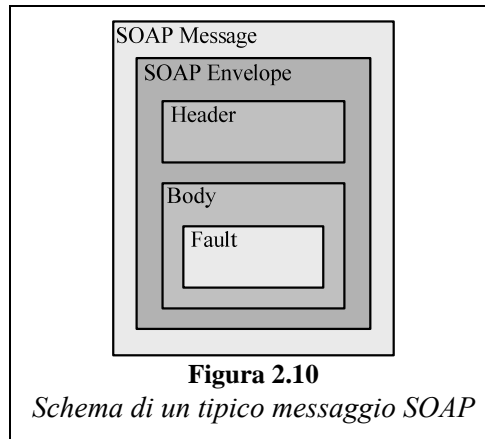 SOAP Message
SOAP Envelope
Header
Body
Fault
Figura 2.10
Schema di un tipico messaggio SOAP